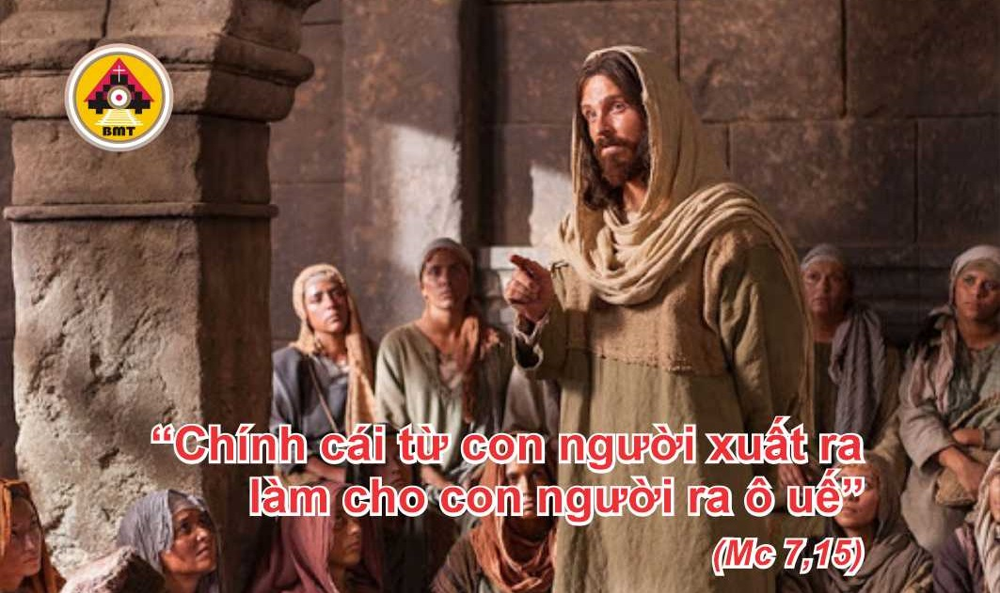 BMT
“Chính cái từ con người xuất ra
làm cho con người ra ô uế”
(Mc 7,15)